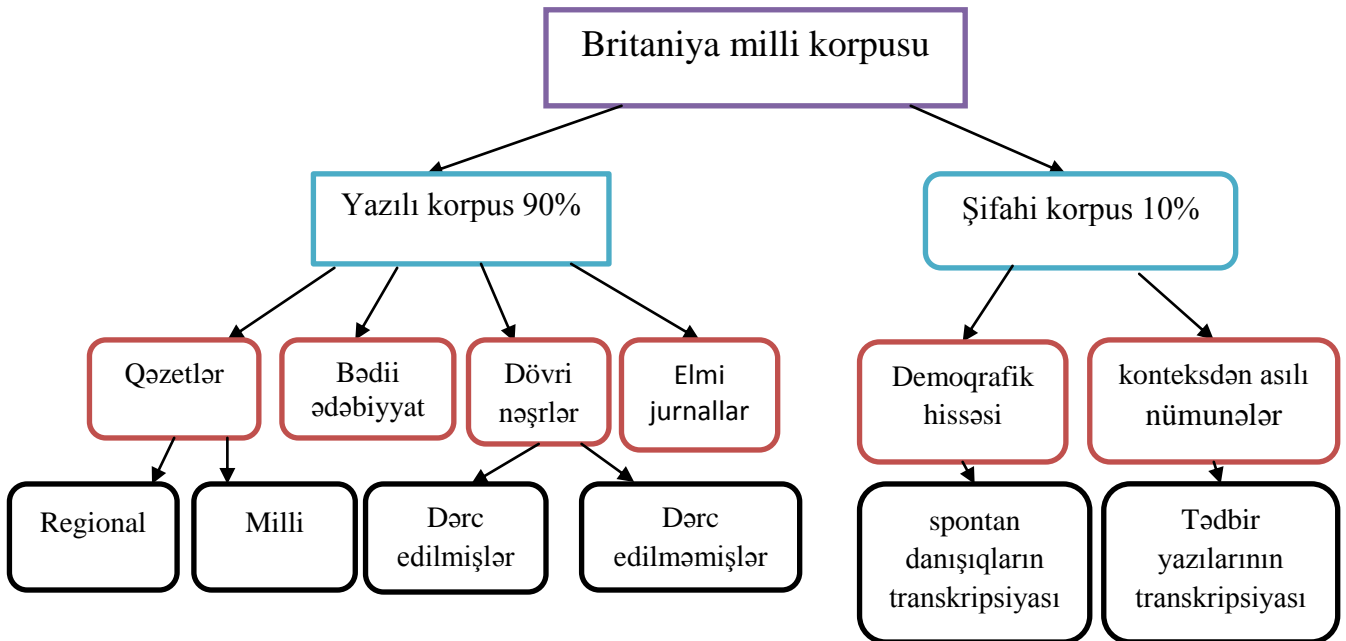 Britaniya milli korpusu
Yazılı korpus 90%
Şifahi korpus 10%
Qəzetlər
Bədii
ədəbiyyat
Dövri
nəşrlər
Elmi
jurnallar
Demoqrafik
hissəsi
konteksdən asılı
nümunələr
Regional
Milli
Dərc
edilmişlər
Dərc
edilməmişlər
spontan
danışıqların
transkripsiyası
Tədbir
yazılarının
transkripsiyası